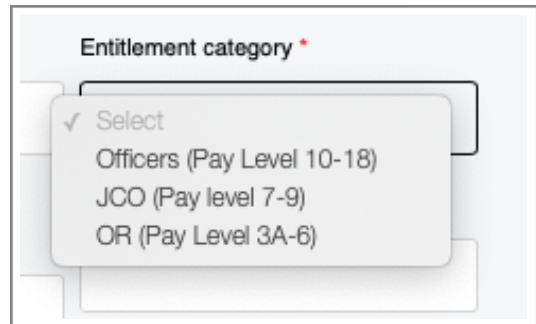 Entitlement category *
✓ Select
Officers (Pay Level 10-18)
JCO (Pay level 7-9)
OR (Pay Level 3A-6)